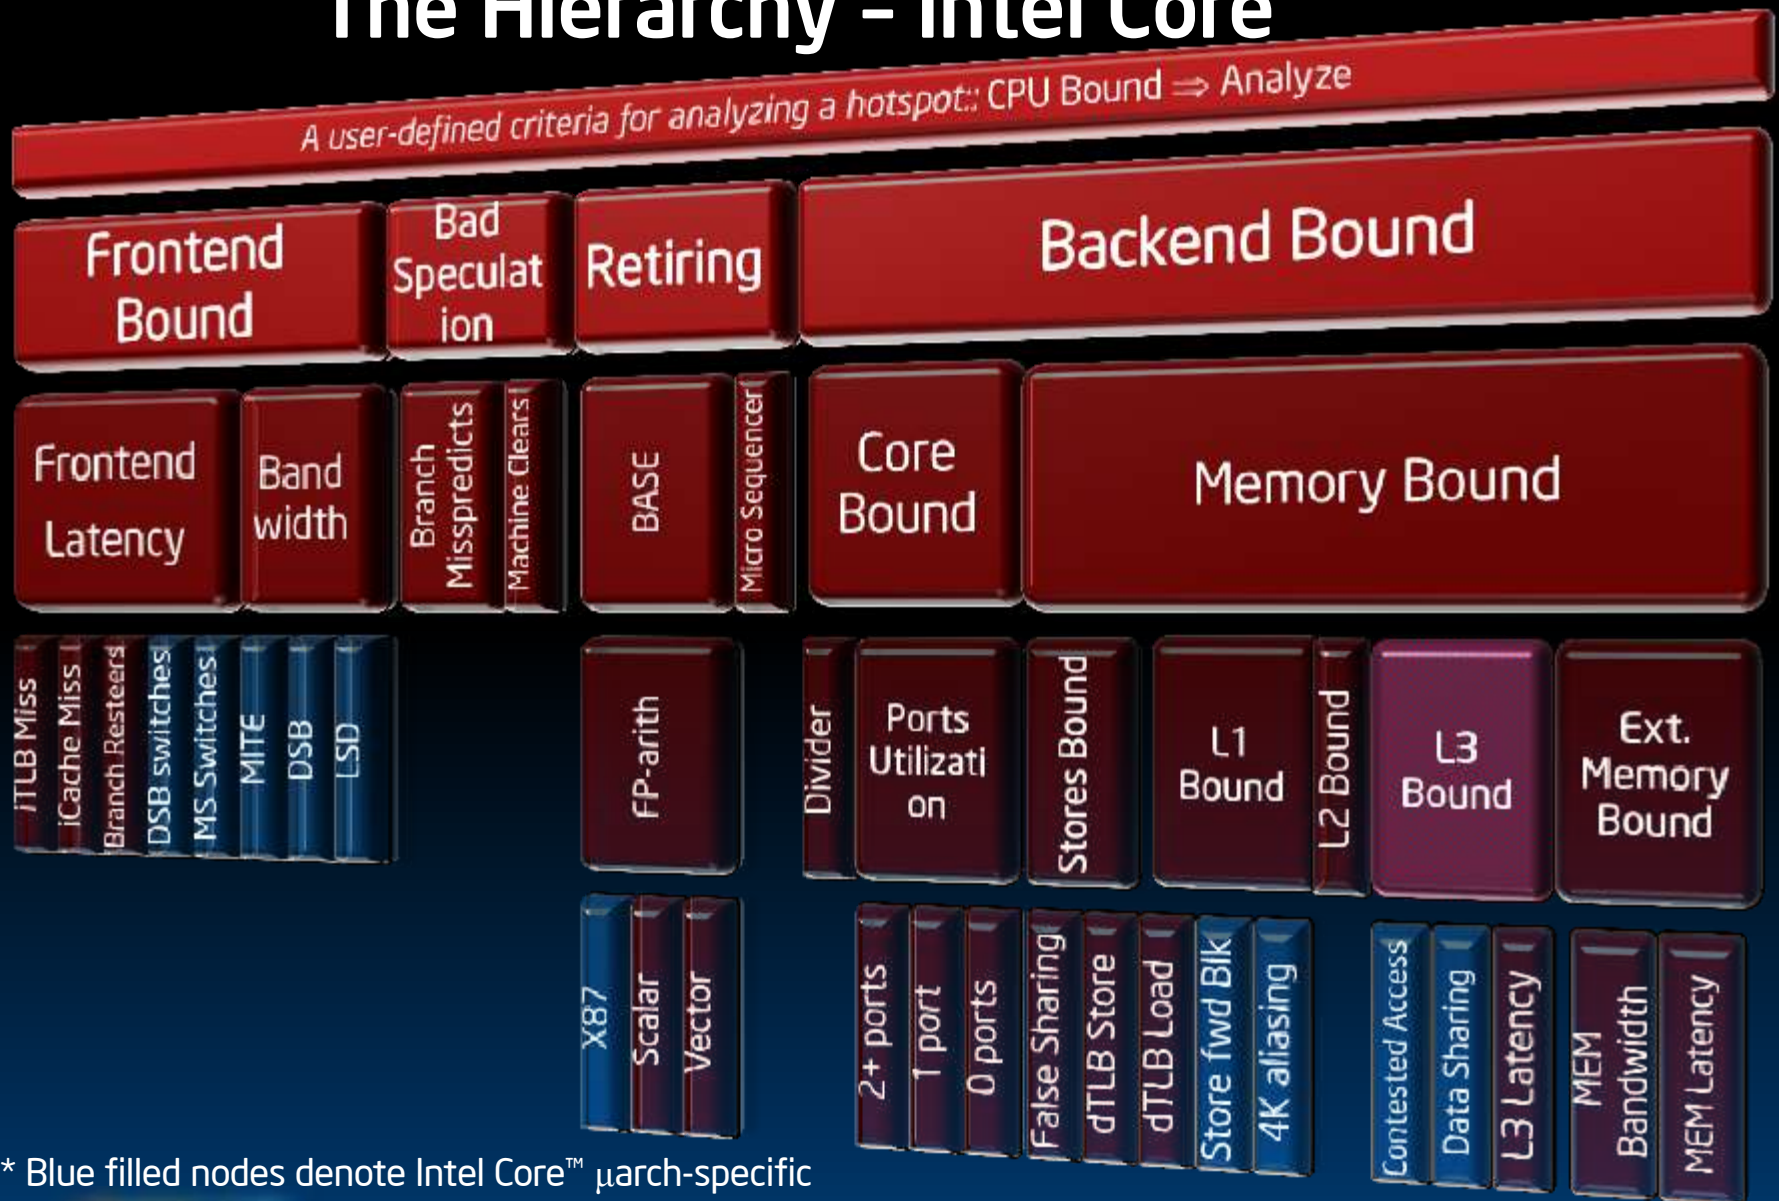 The Hierarchy – Intel Core
A user-defined criteria for analyzing a hotspot:: CPU Bound ⇒ Analyze
Frontend
Bound
Bad
Speculat
ion
Retiring
Backend Bound
Frontend
Latency
Band
width
Branch
Misspredicts
Machine Clears
BASE
Micro Sequencer
Core
Bound
Memory Bound
iTLB Miss
iCache Miss
Branch Resteers
DSB switches
MS Switches
MITE
DSB
LSD
FP-arith
Divider
Ports
Utilizati
on
Stores Bound
L1
Bound
L2 Bound
L3
Bound
Ext.
Memory
Bound
X87
Scalar
Vector
2+ ports
1 port
0 ports
False Sharing
dTLB Store
dTLB Load
Store fwd Blk
4K aliasing
Contested Access
Data Sharing
L3 Latency
MEM
Bandwidth
MEM Latency
* Blue filled nodes denote Intel Core™ μarch-specific